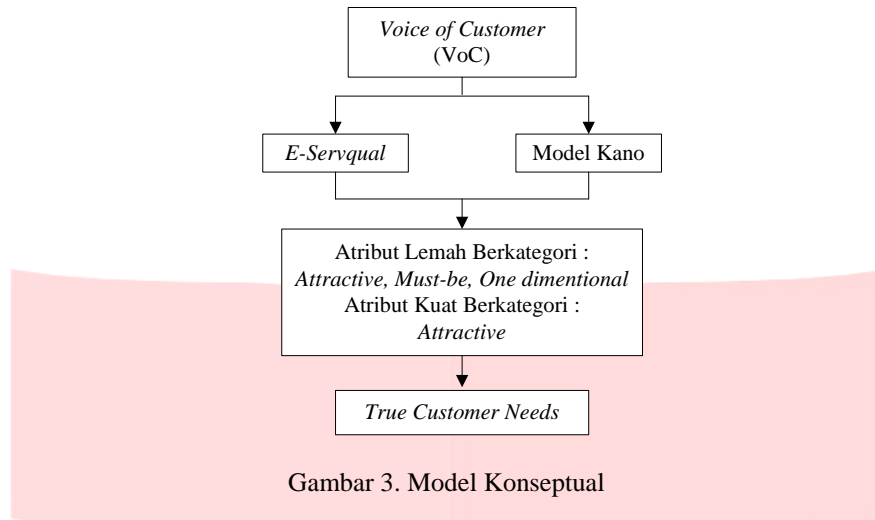 Voice of Customer
(VoC)
E-Servqual
Model Kano
Atribut Lemah Berkategori :
Attractive, Must-be, One dimentional
Atribut Kuat Berkategori :
Attractive
True Customer Needs
Gambar 3. Model Konseptual